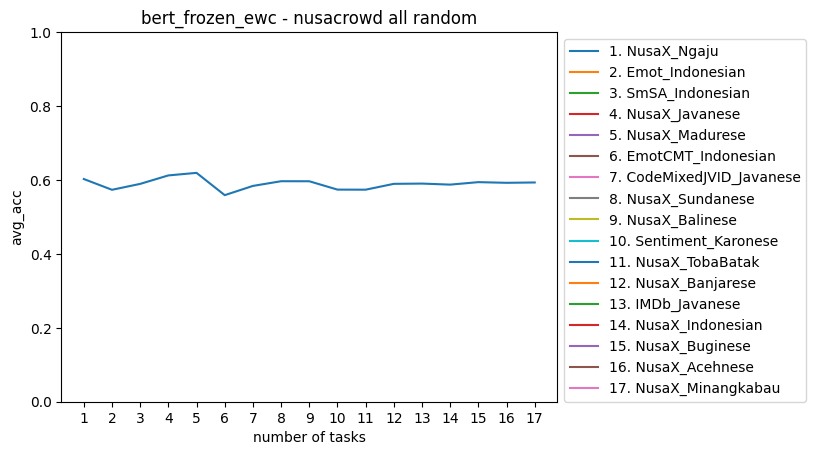 bert_frozen_ewc - nusacrowd all random
1.0
0.8
0.6
0.4
0.2
0.0
avg_acc
1 2 3 4 5 6 7 8 9 10 11 12 13 14 15 16 17
number of tasks
1. NusaX_Ngaju
2. Emot_Indonesian
3. SmSA_Indonesian
4. NusaX_Javanese
5. NusaX_Madurese
6. EmotCMT_Indonesian
7. CodeMixedJVID_Javanese
8. NusaX_Sundanese
9. NusaX_Balinese
10. Sentiment_Karonese
11. NusaX_TobaBatak
12. NusaX_Banjarese
13. IMDb_Javanese
14. NusaX_Indonesian
15. NusaX_Buginese
16. NusaX_Acehnese
17. NusaX_Minangkabau